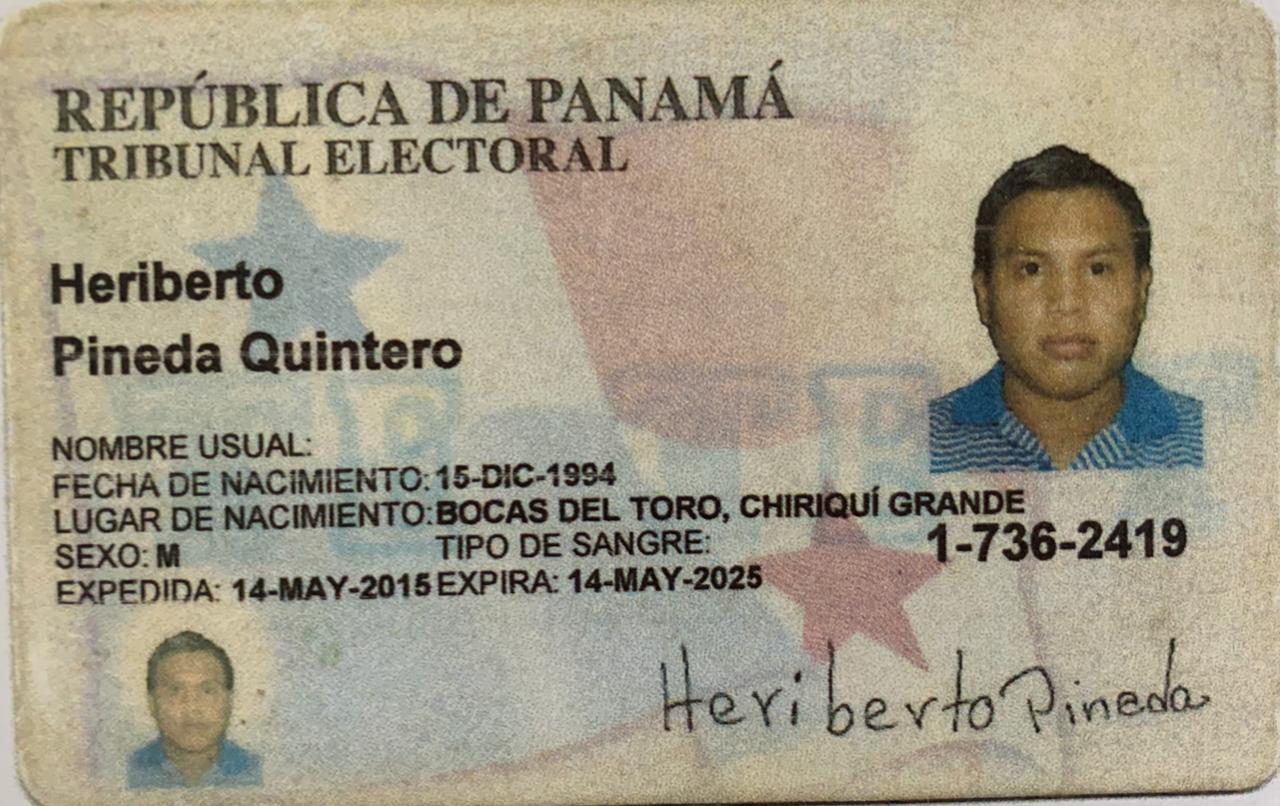 REPÚBLICA DE PANAMÁ
TRIBUNAL ELECTORAL
Heriberto
Pineda Quintero
NOMBRE USUAL:
FECHA DE NACIMIENTO: 15-DIC-1994
LUGAR DE NACIMIENTO: BOCAS DEL TORO, CHIRIQUÍ GRANDE
SEXO: M TIPO DE SANGRE:
1-736-2419
EXPEDIDA: 14-MAY-2015 EXPIRA: 14-MAY-2025
Heriberto Pineda